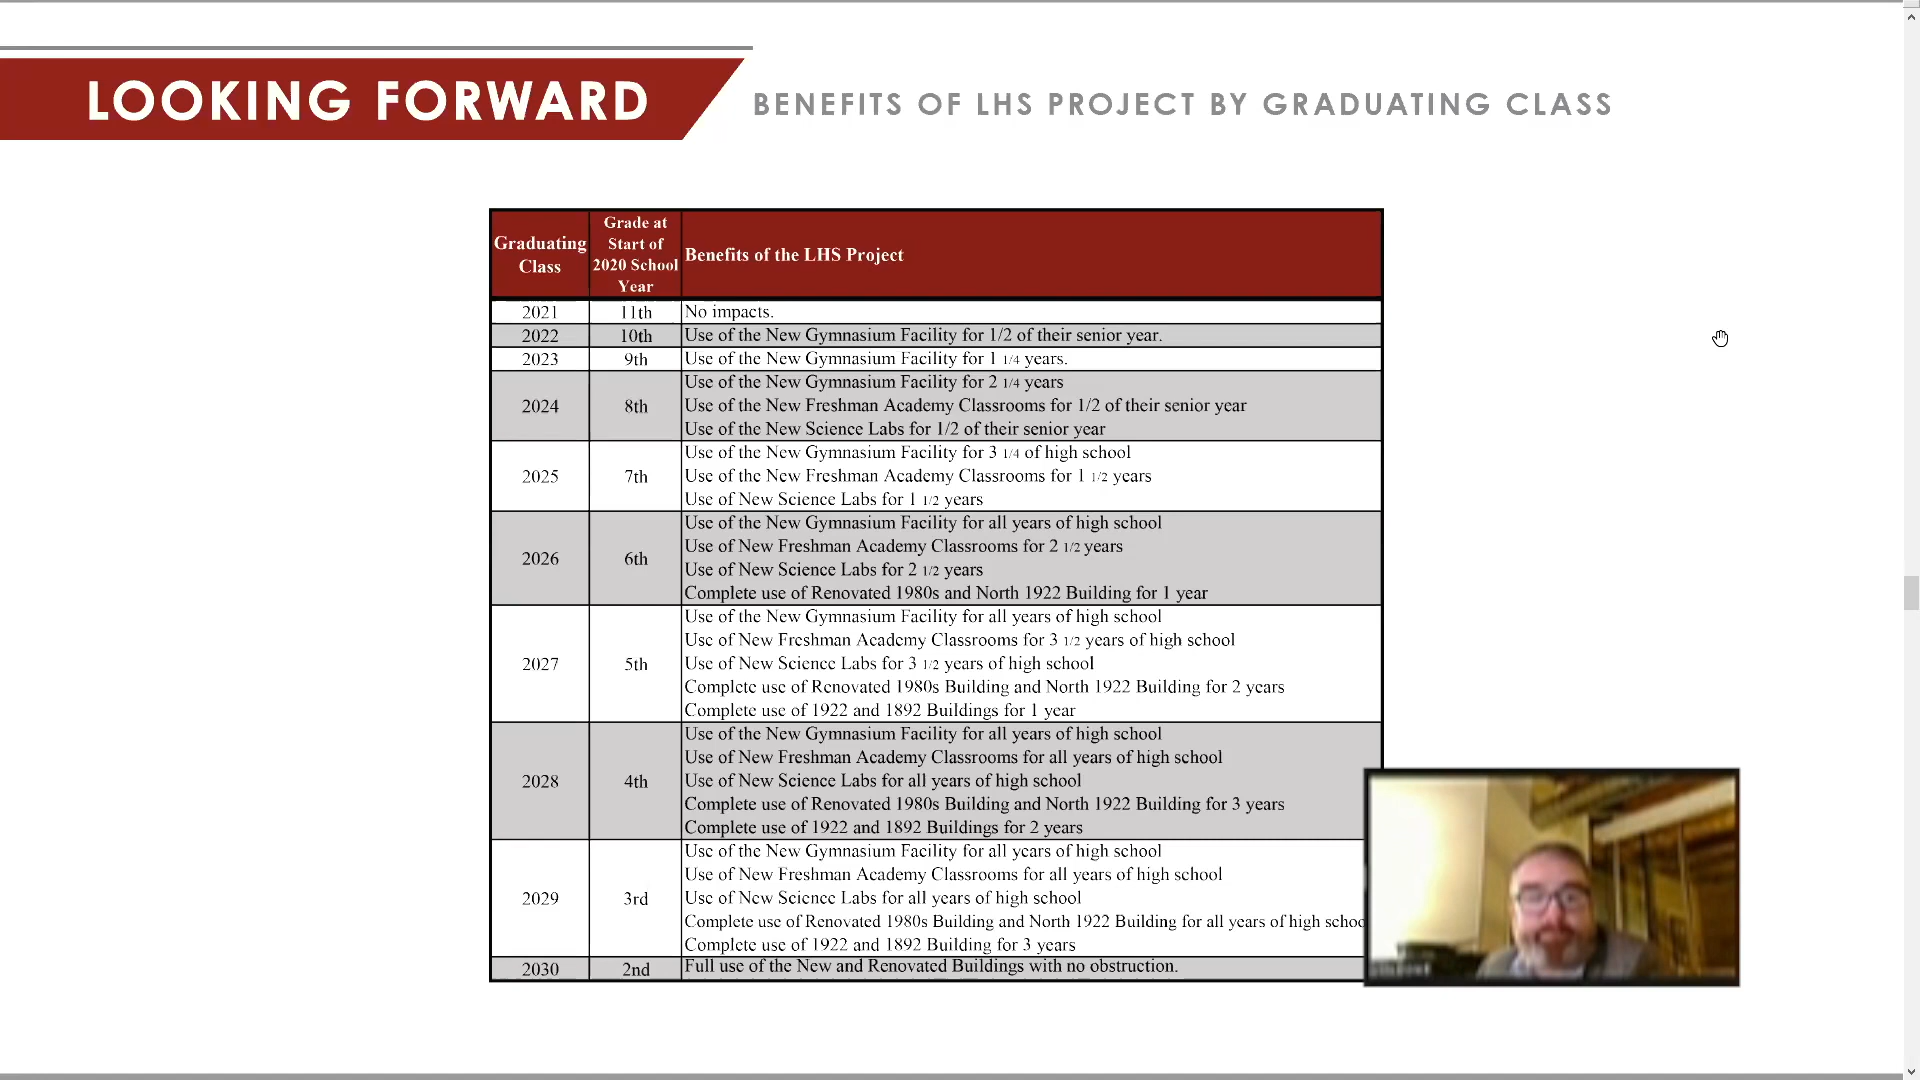 LOOKING FORWARD
BENEFITS OF LHS PROJECT BY GRADUATING CLASS
Graduating Class
Grade at Start of 2020 School Year
Benefits of the LHS Project
2021 11th No impacts.
2022 10th Use of the New Gymnasium Facility for 1/2 of their senior year.
2023 9th Use of the New Gymnasium Facility for 1 1/4 years.
2024 8th Use of the New Gymnasium Facility for 2 1/4 years
Use of the New Freshman Academy Classrooms for 1/2 of their senior year
Use of the New Science Labs for 1/2 of their senior year
2025 7th Use of the New Gymnasium Facility for 3 1/4 of high school
Use of the New Freshman Academy Classrooms for 1 1/2 years
Use of New Science Labs for 1 1/2 years
2026 6th Use of the New Gymnasium Facility for all years of high school
Use of New Freshman Academy Classrooms for 2 1/2 years
Use of New Science Labs for 2 1/2 years
Complete use of Renovated 1980s and North 1922 Building for 1 year
2027 5th Use of the New Gymnasium Facility for all years of high school
Use of New Freshman Academy Classrooms for 3 1/2 years of high school
Use of New Science Labs for 3 1/2 years of high school
Complete use of Renovated 1980s Building and North 1922 Building for 2 years
Complete use of 1922 and 1892 Buildings for 1 year
2028 4th Use of the New Gymnasium Facility for all years of high school
Use of New Freshman Academy Classrooms for all years of high school
Use of New Science Labs for all years of high school
Complete use of Renovated 1980s Building and North 1922 Building for 3 years
Complete use of 1922 and 1892 Buildings for 2 years
2029 3rd Use of the New Gymnasium Facility for all years of high school
Use of New Freshman Academy Classrooms for all years of high school
Use of New Science Labs for all years of high school
Complete use of Renovated 1980s Building and North 1922 Building for all years of high schoo
Complete use of 1922 and 1892 Building for 3 years
2030 2nd Full use of the New and Renovated Buildings with no obstruction.